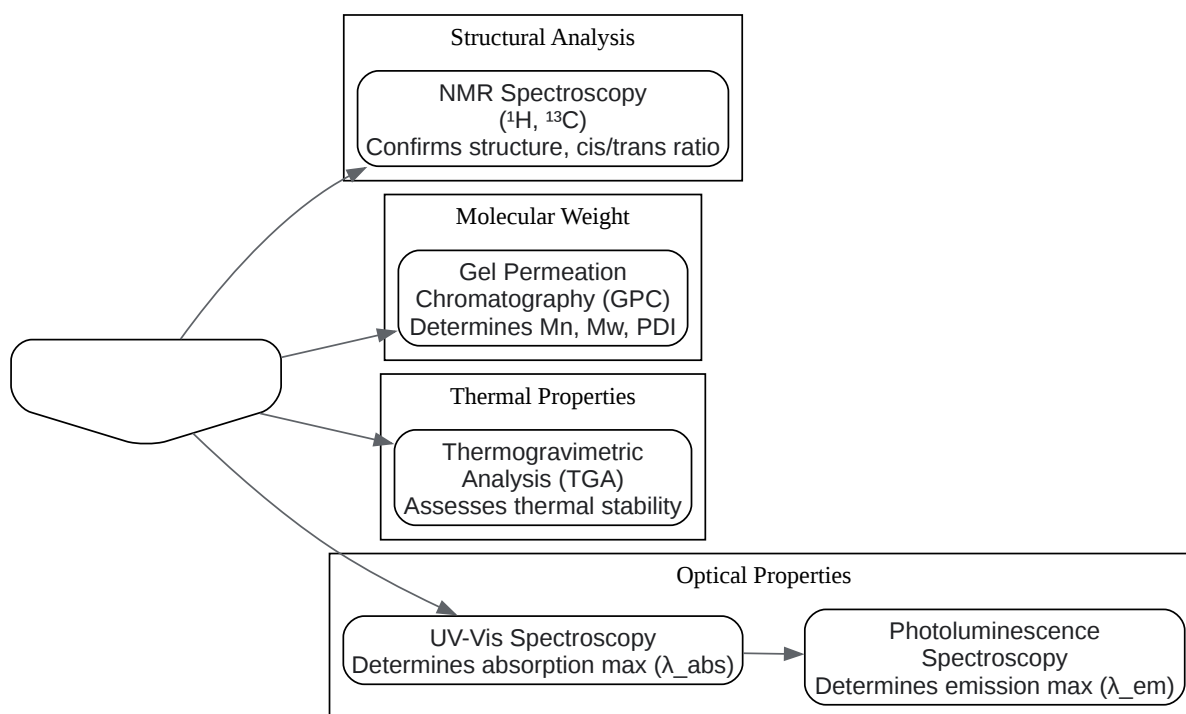 Structural Analysis
NMR Spectroscopy
(¹H, ¹³C)
Confirms structure, cis/trans ratio
Molecular Weight
Gel Permeation
Chromatography (GPC)
Determines Mn, Mw, PDI
Thermal Properties
Thermogravimetric
Analysis (TGA)
Assesses thermal stability
Optical Properties
UV-Vis Spectroscopy
Determines absorption max (λ_abs)
Photoluminescence
Spectroscopy
Determines emission max (λ_em)